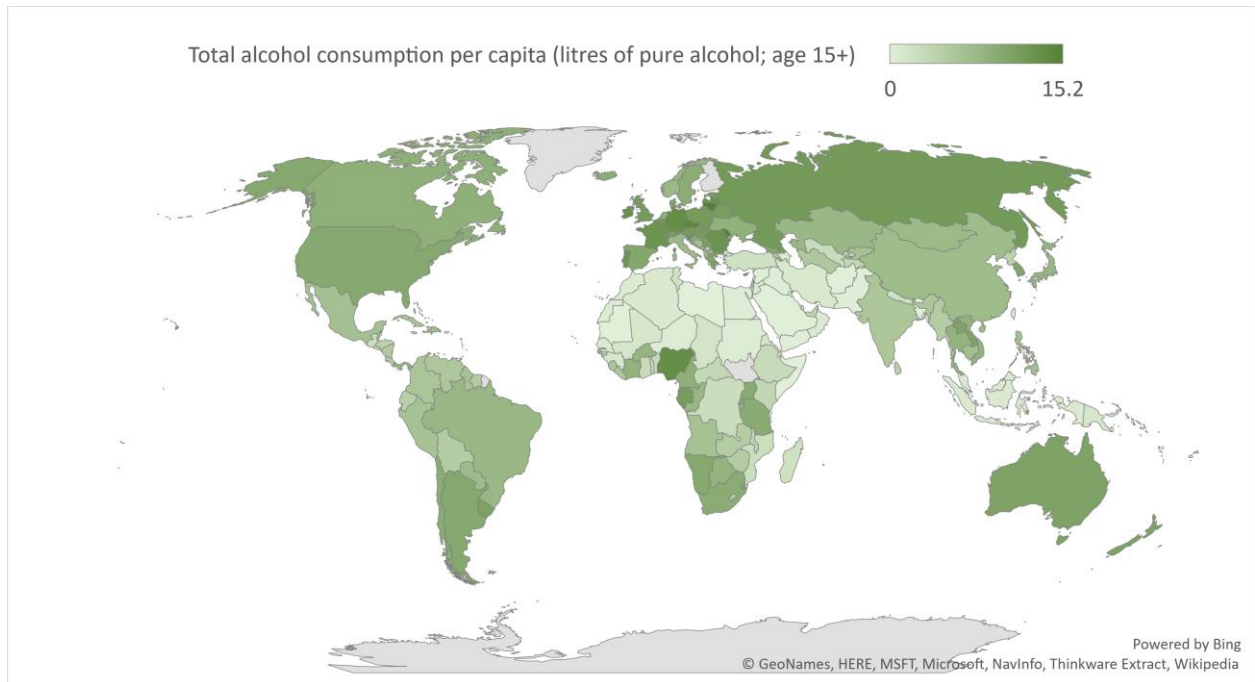 Total alcohol consumption per capita (litres of pure alcohol; age 15+)
0 15.2
Powered by Bing
© GeoNames, HERE, MSFT, Microsoft, NavInfo, Thinkware Extract, Wikipedia